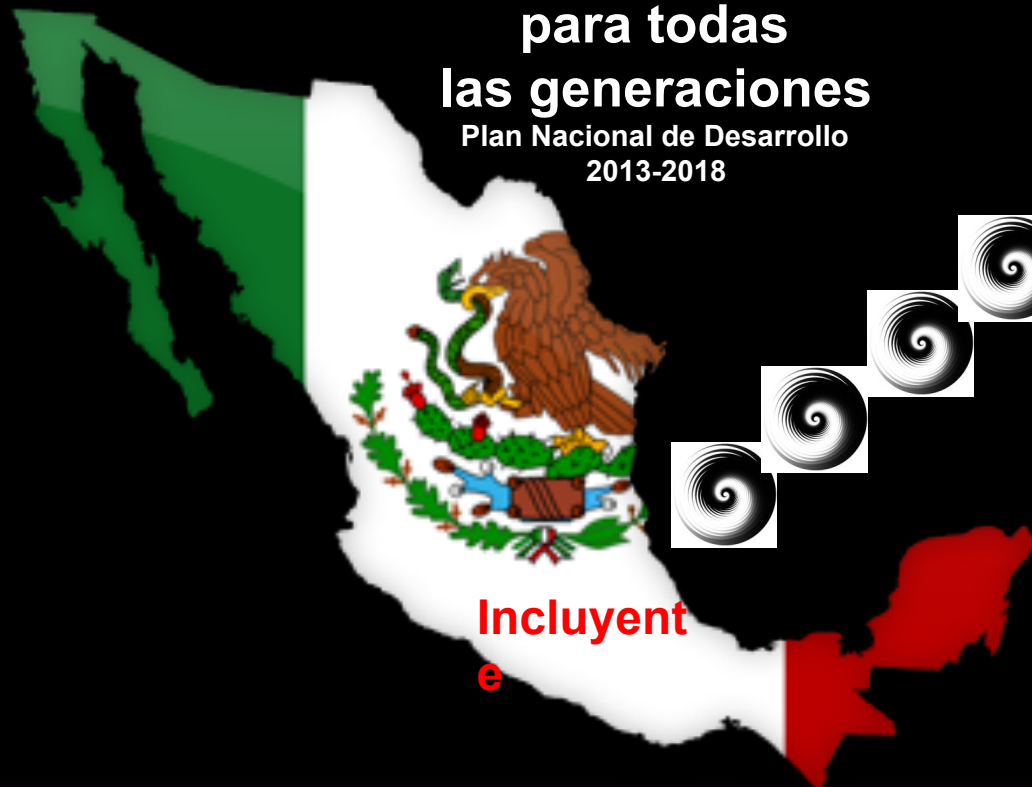 para todas
las generaciones
Plan Nacional de Desarrollo
2013-2018
Incluyent
e